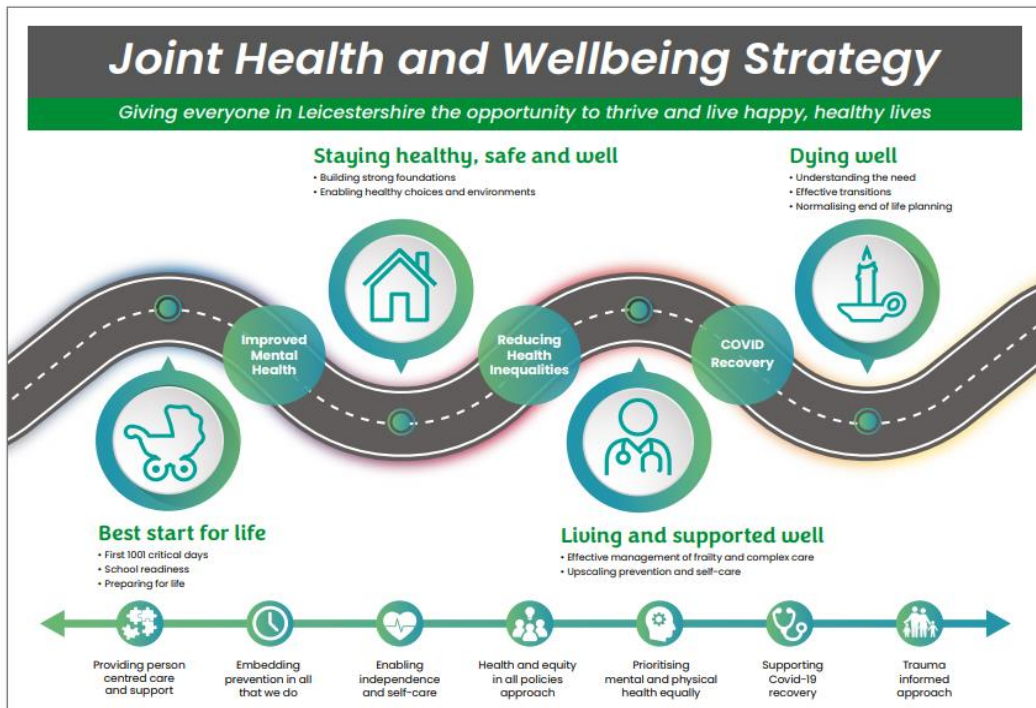 Joint Health and Wellbeing Strategy
Giving everyone in Leicestershire the opportunity to thrive and live happy, healthy lives
Staying healthy, safe and well
• Building strong foundations
• Enabling healthy choices and environments
Dying well
• Understanding the need
• Effective transitions
• Normalising end of life planning
Improved
Mental
Health
Reducing
Health
Inequalities
COVID
Recovery
Best start for life
• First 1001 critical days
• School readiness
• Preparing for life
Living and supported well
• Effective management of frailty and complex care
• Upscaling prevention and self-care
Providing person
centred care
and support
Embedding
prevention in all
that we do
Enabling
independence
and self-care
Health and equity
in all policies
approach
Prioritising
mental and physical
health equally
Supporting
Covid-19
recovery
Trauma
informed
approach